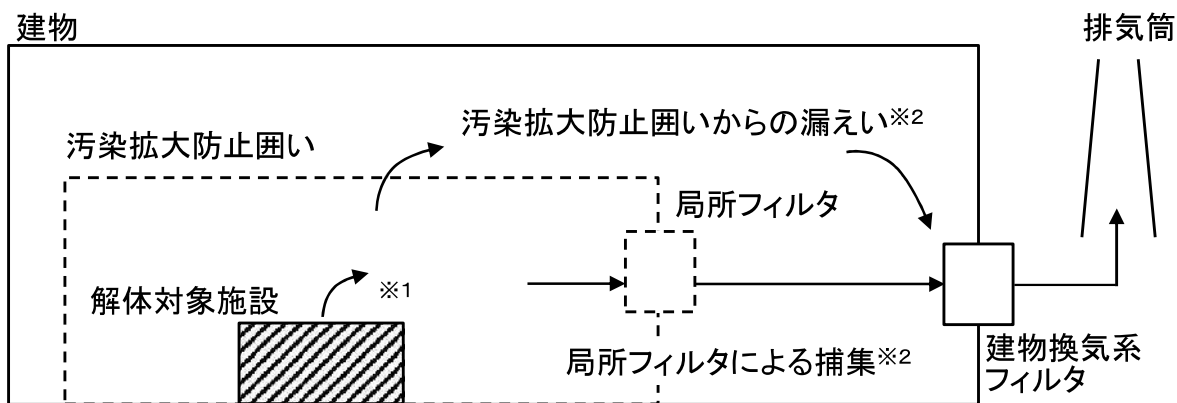 建物
排気筒
汚染拡大防止囲いからの漏えい※2
汚染拡大防止囲い
局所フィルタ
※1
解体対象施設
局所フィルタによる捕集※2
建物換気系
フィルタ